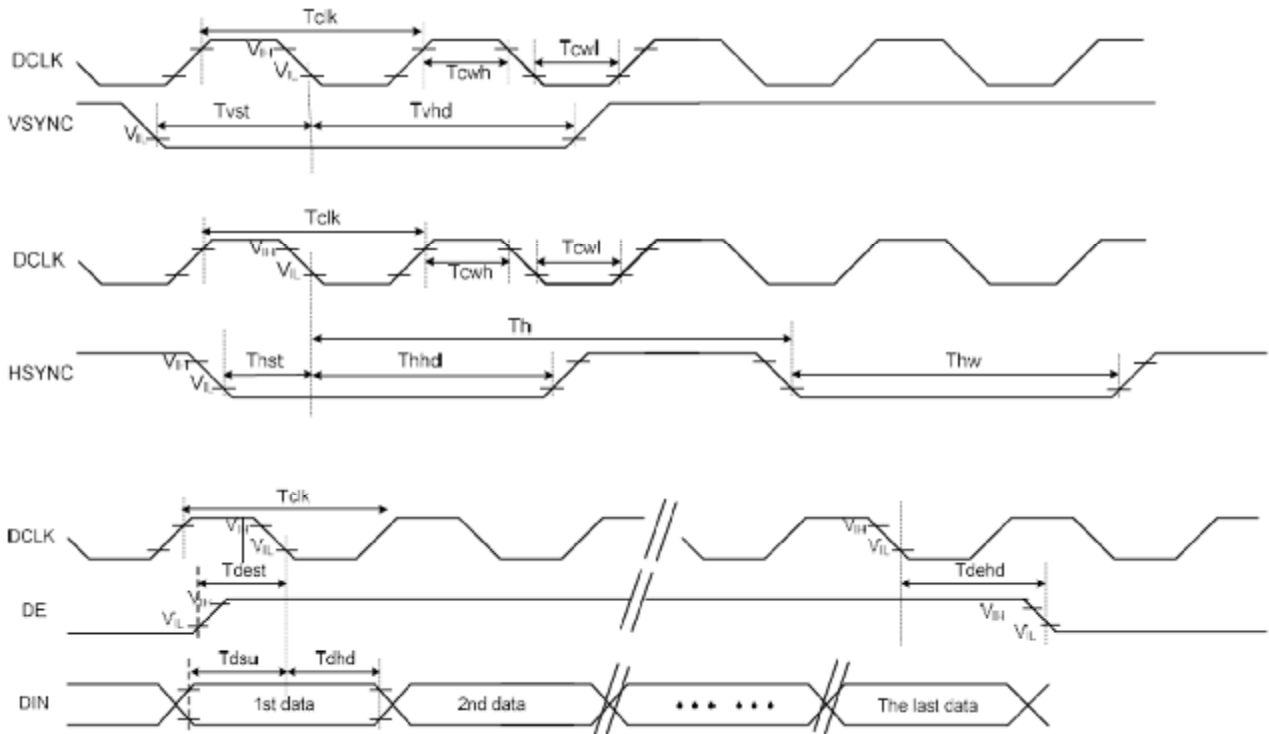 Tclk
DCLK VIH VIL Tcwh Tcwl
VSYNC VIL Tvst Tvhd
Tclk
DCLK VIH VIL Tcwh Tcwl
Th
HSYNC VIH VIL Thst Thhd Thw
Tclk
DCLK VIH VIL VIH VIL
Tdest Tdehd
DE VIH VIL VIH VIL
Tdsu Tdhd
DIN 1st data 2nd data The last data